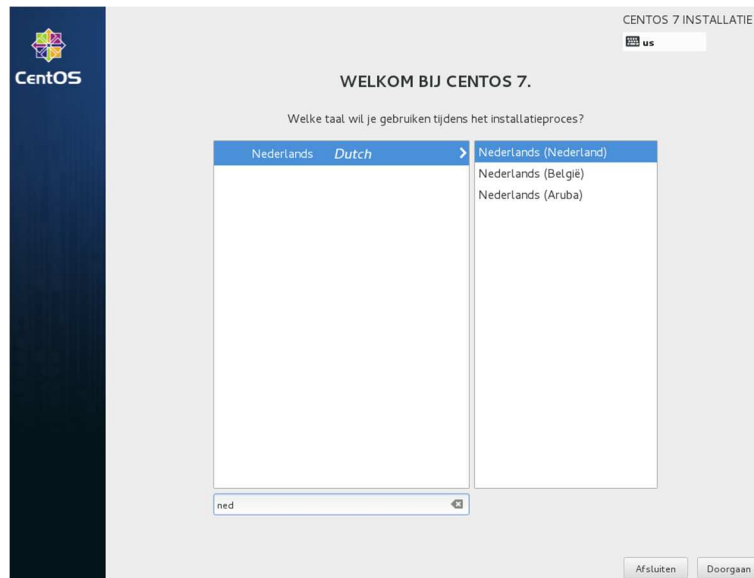 CENTOS 7 INSTALLATIE
us
CentOS
WELKOM BIJ CENTOS 7.
Welke taal wil je gebruiken tijdens het installatieproces?
Nederlands Dutch
Nederlands (Nederland)
Nederlands (België)
Nederlands (Aruba)
ned
Afsluiten Doorgaan